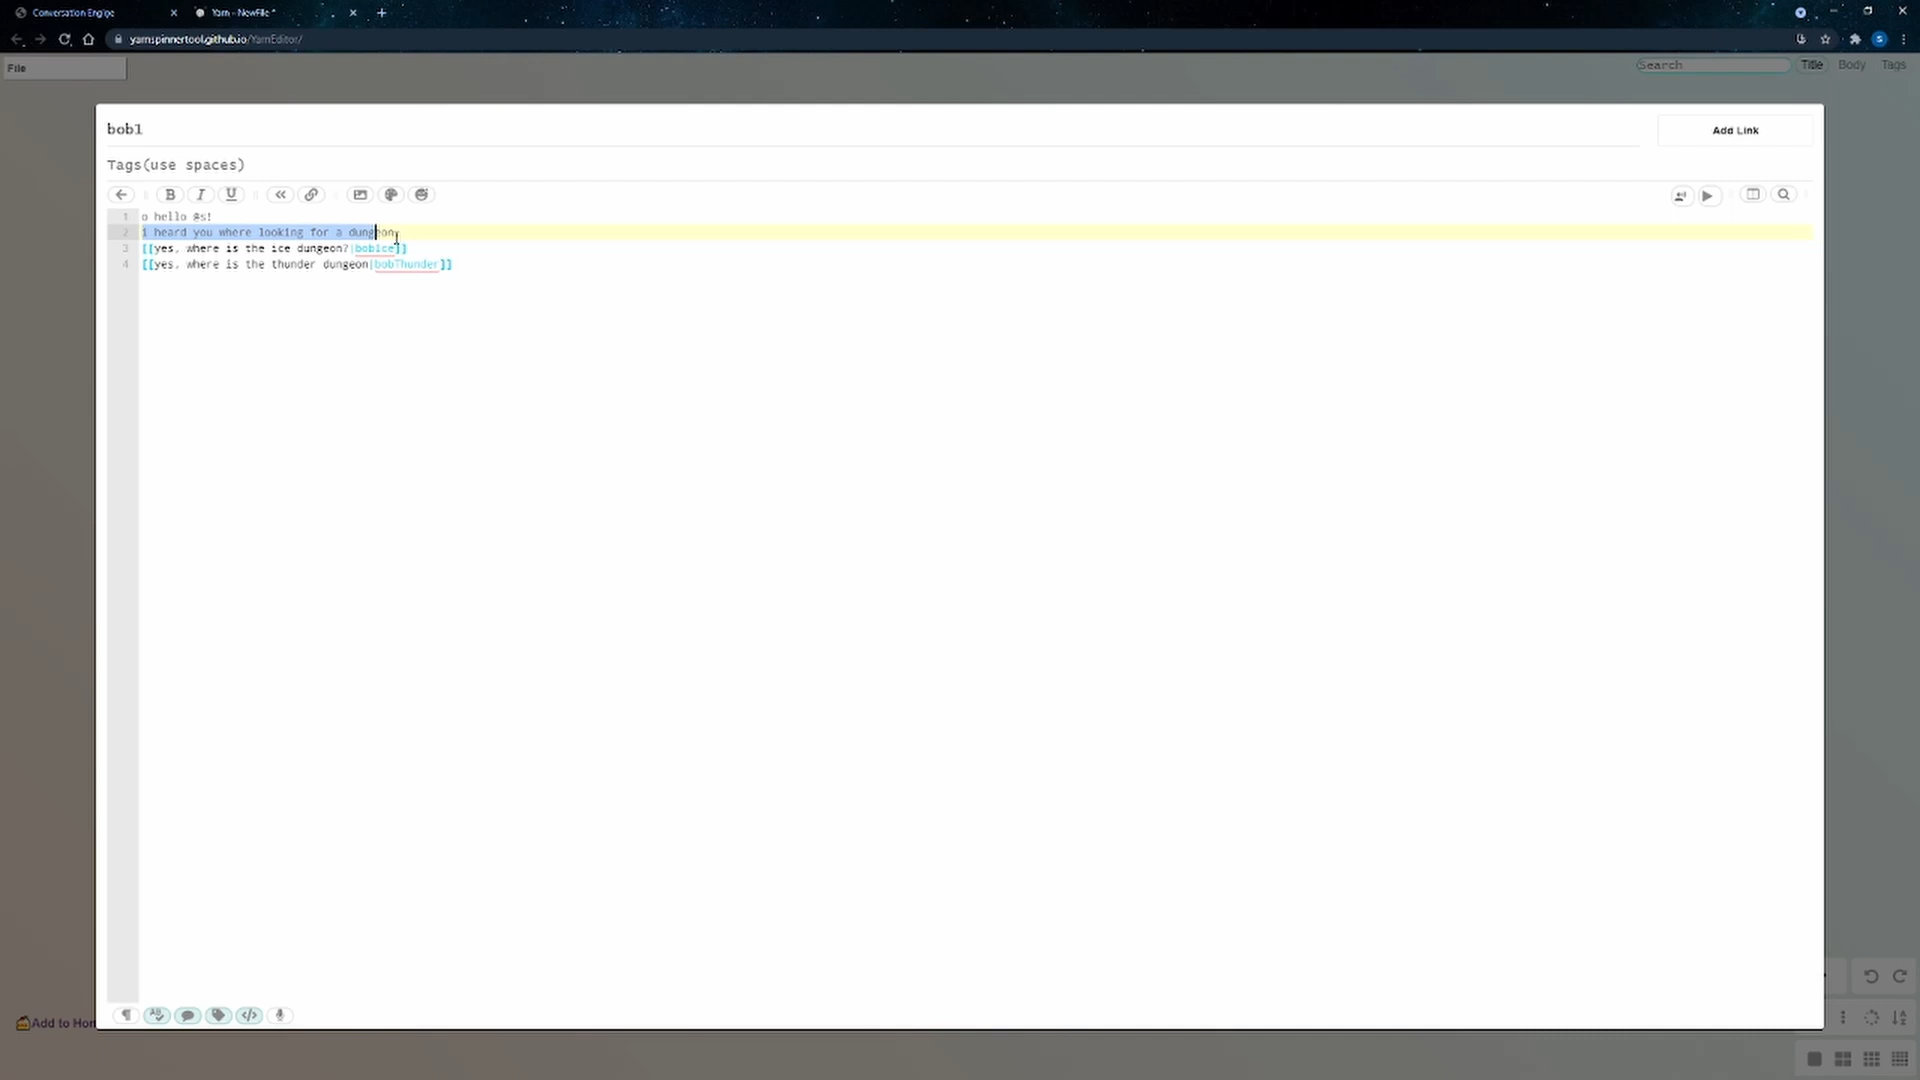 Conversation Engine
Yarn - NewFile *
yarnspinnertool.github.io/YarnEditor/
File
Search
Title
Body
Tags
bob1
Add Link
Tags(use spaces)
1 o hello @s!
2 i heard you where looking for a dungeon.
3 [[yes, where is the ice dungeon?|bobIce]]
4 [[yes, where is the thunder dungeon|bobThunder]]
Add to Hom